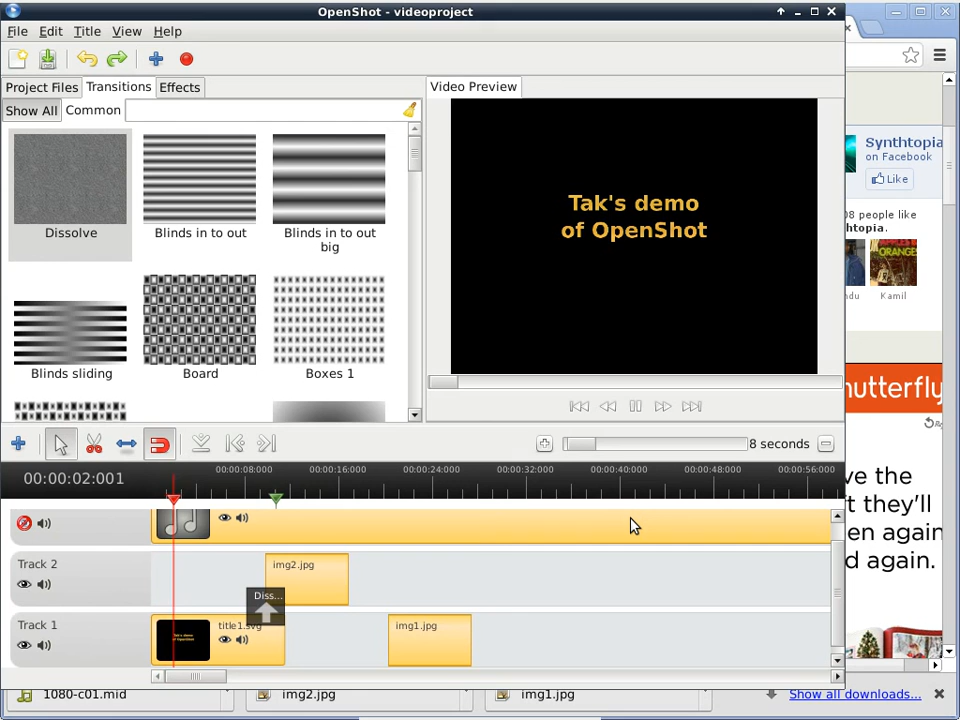 OpenShot - videoproject
File Edit Title View Help
Project Files Transitions Effects
Video Preview
Show All Common
Dissolve
Blinds in to out
Blinds in to out
big
Blinds sliding
Board
Boxes 1
Tak's demo
of OpenShot
8 seconds
00:00:02:001
00:00:08:000 00:00:16:000 00:00:24:000 00:00:32:000 00:00:40:000 00:00:48:000 00:00:56:000
Track 2
img2.jpg
Diss...
Track 1
title1.svg
img1.jpg
1080-c01.mid
img2.jpg
img1.jpg
Show all downloads...
Synthtopia
on Facebook
Like
08 people like
hthopia.
ndu
Kamil
hutterfly
ve the
t they'll
en again
d again.